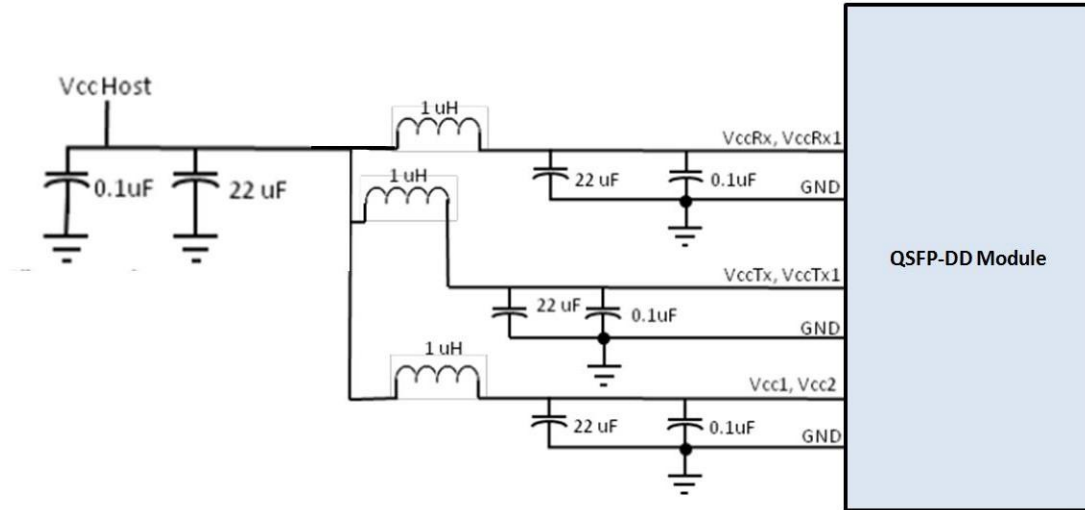 VccHost
0.1uF
22 uF
1 uH
VccRx, VccRx1
22 uF
0.1uF
GND
1 uH
QSFP-DD Module
VccTx, VccTx1
22 uF
0.1uF
GND
1 uH
Vcc1, Vcc2
22 uF
0.1uF
GND